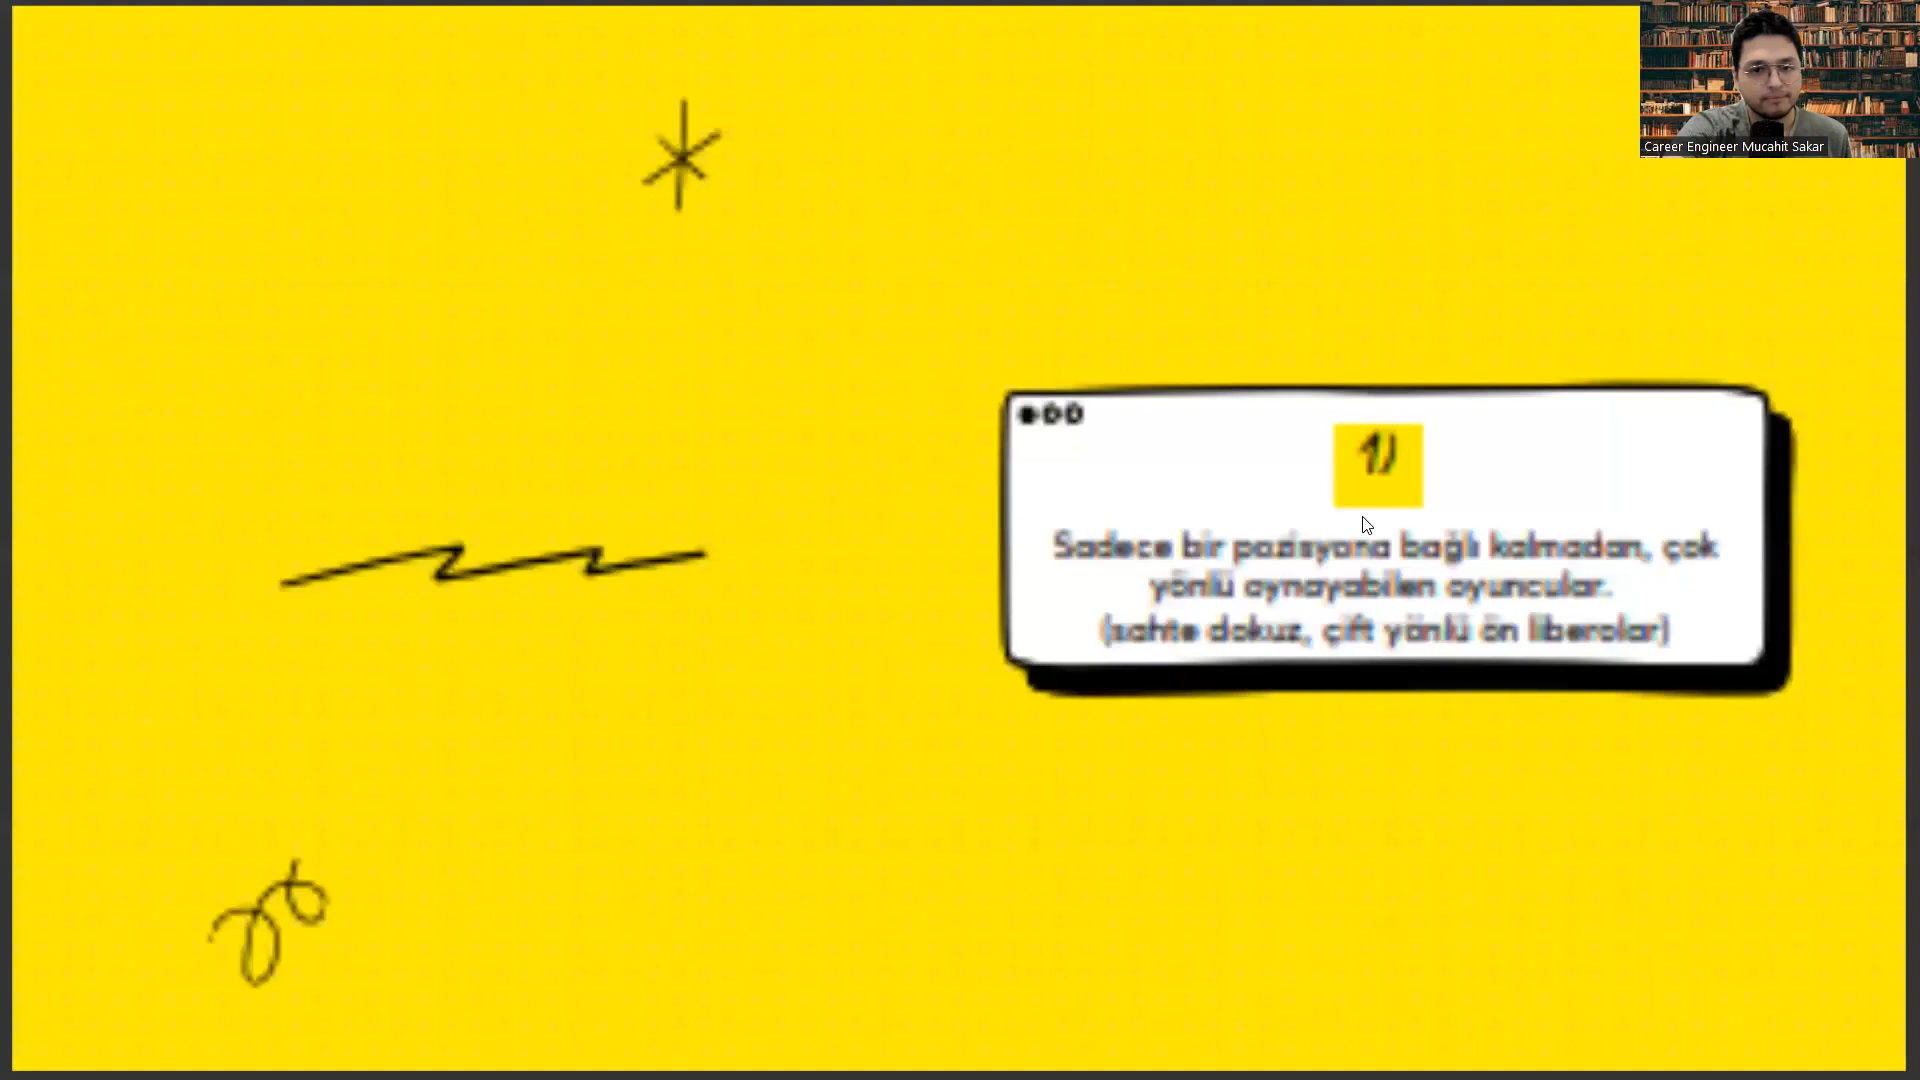 Career Engineer Mucahit Sakar
1)
Sadece bir pozisyona bağlı kalmadan, çok
yönlü oynayabilen oyuncular.
(sahte dokuz, çift yönlü ön liberolar)